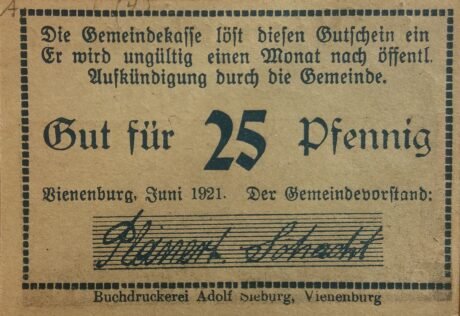 Die Gemeindekasse löst diesen Gutschein ein
Er wird ungültig einen Monat nach öffentl.
Aufkündigung durch die Gemeinde.
Gut für 25 Pfennig
Vienenburg, Juni 1921. Der Gemeindevorstand:
Plänert Schacht
Buchdruckerei Adolf Sieburg, Vienenburg